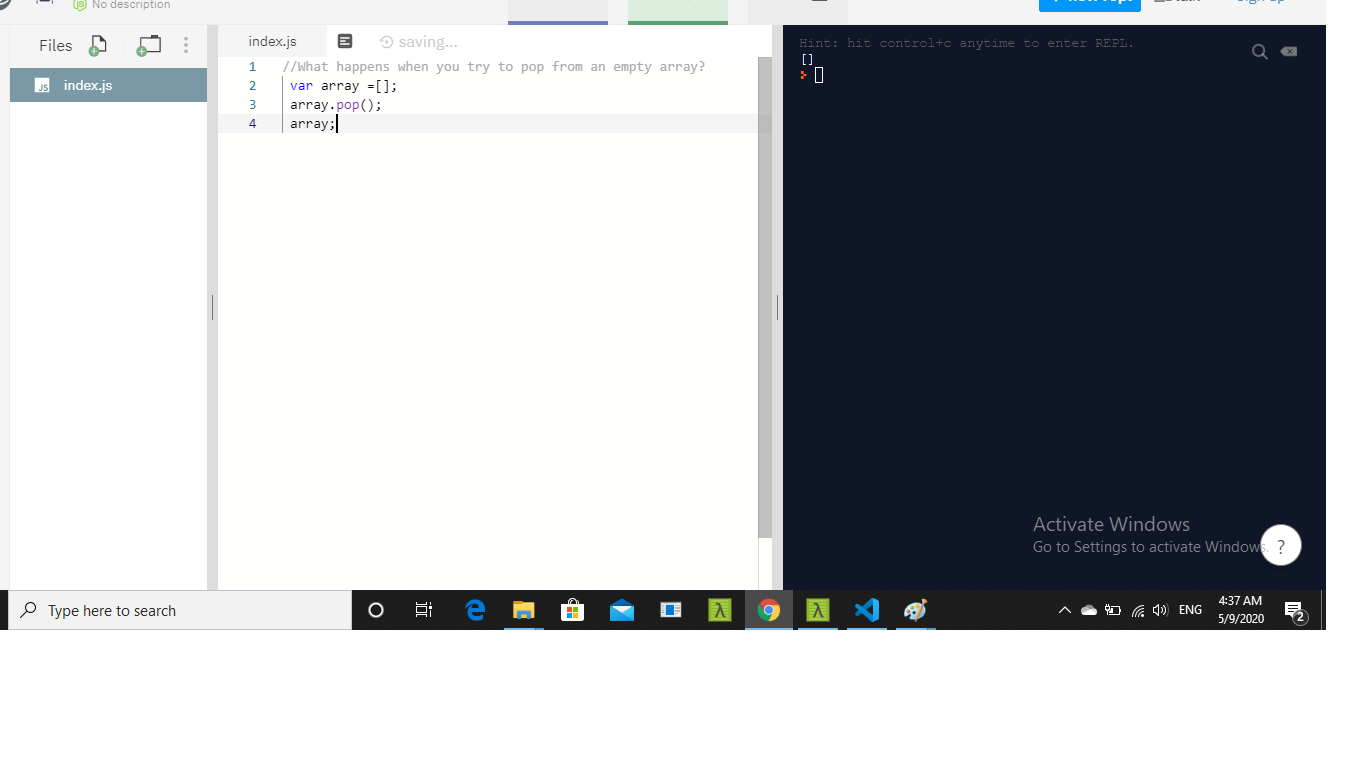 No description
Files
index.js
index.js
saving...
1 //What happens when you try to pop from an empty array?
2 var array =[];
3 array.pop();
4 array;
Hint: hit control+c anytime to enter REPL.
[]
Activate Windows
Go to Settings to activate Windows.
?
Type here to search
ENG
4:37 AM
5/9/2020
2